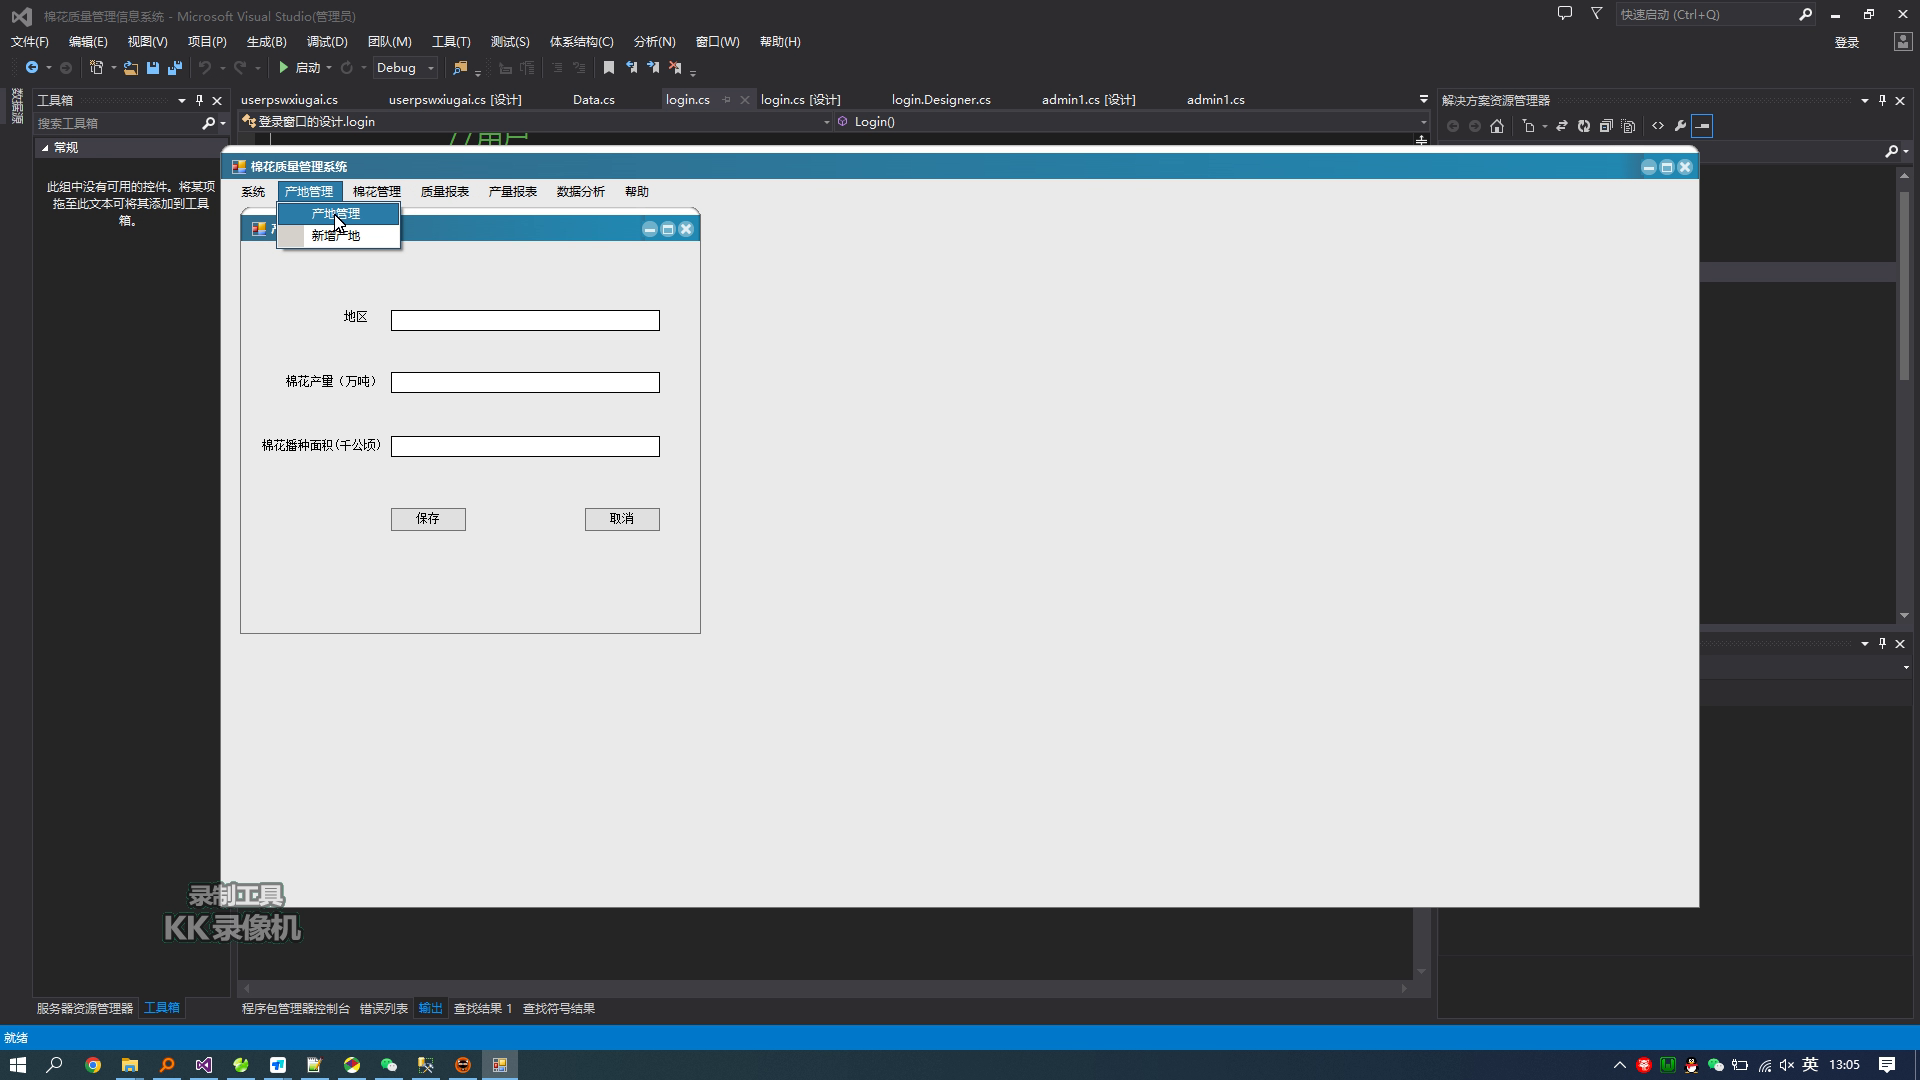 棉花质量管理信息系统 - Microsoft Visual Studio(管理员)
快速启动 (Ctrl+Q)
文件(F) 编辑(E) 视图(V) 项目(P) 生成(B) 调试(D) 团队(M) 工具(T) 测试(S) 体系结构(C) 分析(N) 窗口(W) 帮助(H)
登录
启动 Debug
工具箱
userpswxiugai.cs userpswxiugai.cs [设计] Data.cs login.cs login.cs [设计] login.Designer.cs admin1.cs [设计] admin1.cs
解决方案资源管理器
搜索工具箱
登录窗口的设计.login
Login()
常规
此组中没有可用的控件。将某项
拖至此文本可将其添加到工具
箱。
棉花质量管理系统
系统 产地管理 棉花管理 质量报表 产量报表 数据分析 帮助
产地管理
新增产地
地区
棉花产量（万吨）
棉花播种面积(千公顷)
保存 取消
录制工具
KK 录像机
服务器资源管理器 工具箱
程序包管理器控制台 错误列表 输出 查找结果 1 查找符号结果
就绪
英 13:05